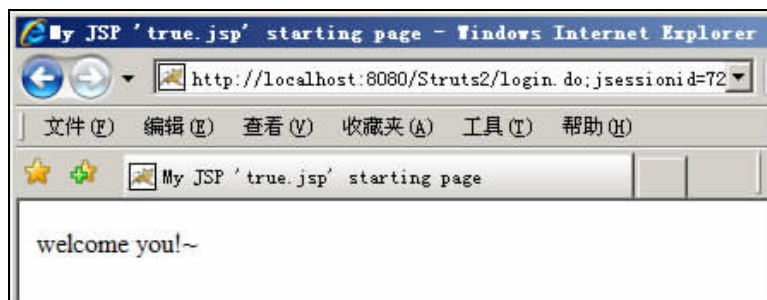 My JSP 'true.jsp' starting page - Windows Internet Explorer
http://localhost:8080/Struts2/login.do;jsessionid=72
文件(F) 编辑(E) 查看(V) 收藏夹(A) 工具(T) 帮助(H)
My JSP 'true.jsp' starting page
welcome you!~